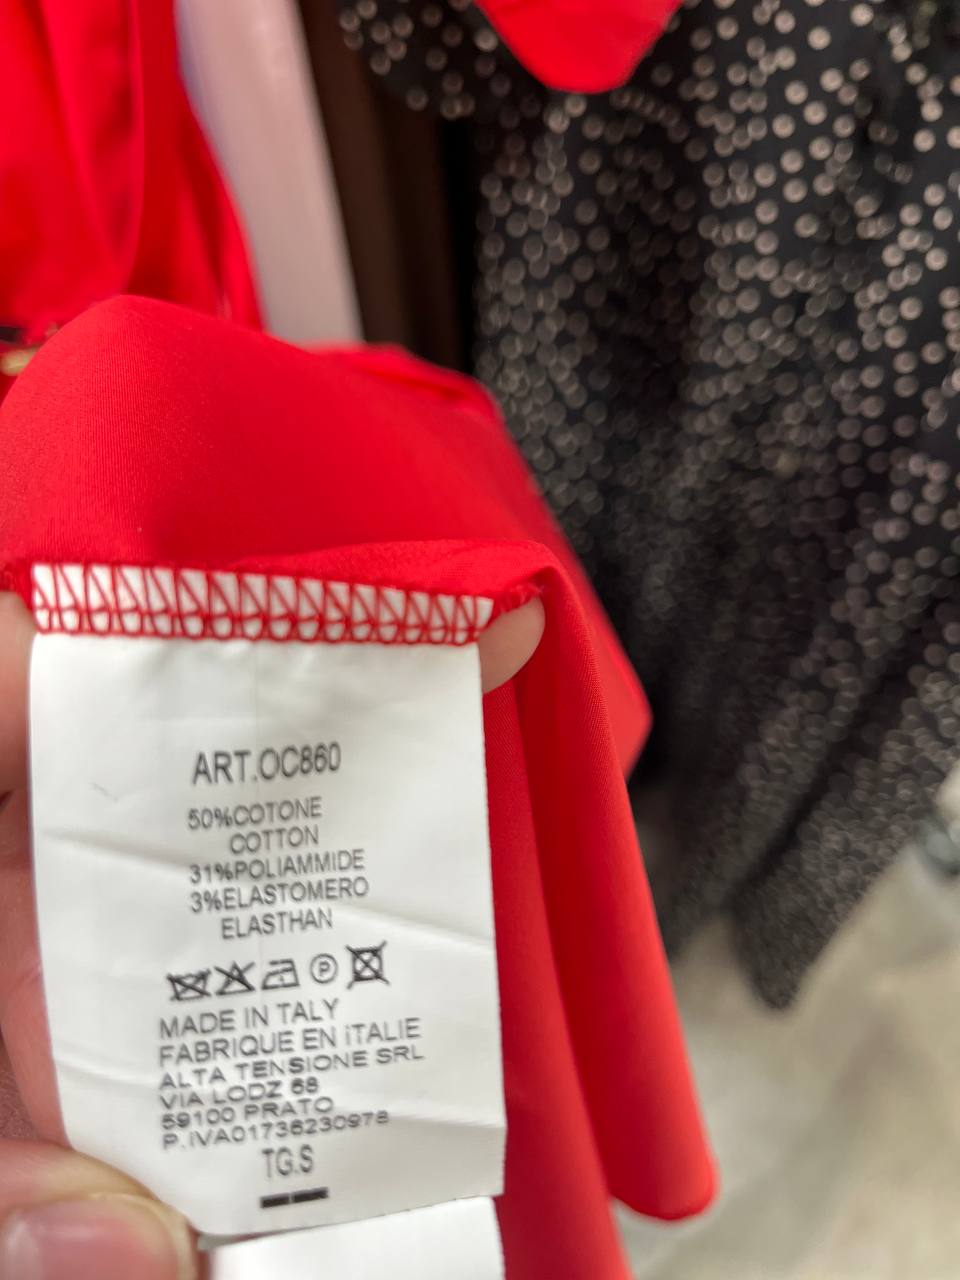 ART.OC860
50%COTONE
COTTON
31%POLIAMMIDE
3%ELASTOMERO
ELASTHAN
P
MADE IN TALY
FABRIQUE EN iTALIE
ALTA TENSIONE SRL
VIA LODZ 68
59100 PRATO
P.IVA01736230978
TG.S